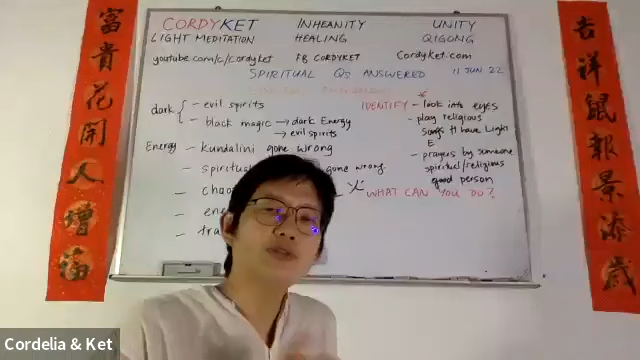 富貴花開人增福
CORDYKET INHEANITY UNITY
LIGHT MEDITATION HEALING QIGONG
youtube.com/c/cordyket FB CORDYKET Cordyket.com
SPIRITUAL Qs ANSWERED 11 JUN 22
dark { - evil spirits
- black magic → dark Energy
→ evil spirits
Energy - kundalini gone wrong
- spiritus gone wrong
- chao
- ene
- tra
IDENTIFY - look into eyes
- play religious
songs tt have Light
E
- prayers by someone
spiritual/religious
good person
WHAT CAN YOU DO?
吉祥鼠報景添歲
Cordelia & Ket